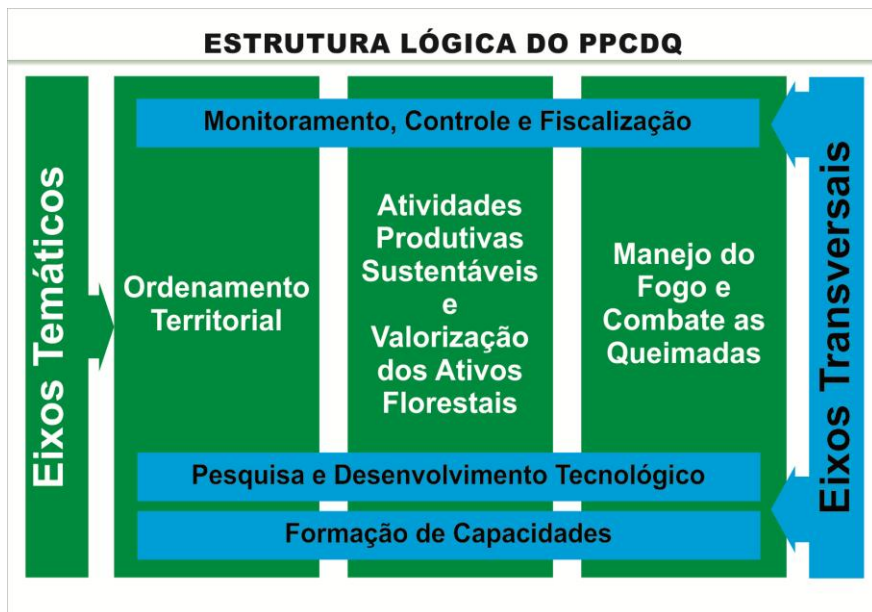 ESTRUTURA LÓGICA DO PPCDQ
Eixos Temáticos
Monitoramento, Controle e Fiscalização
Ordenamento
Territorial
Atividades
Produtivas
Sustentáveis
e
Valorização
dos Ativos
Florestais
Manejo do
Fogo e
Combate as
Queimadas
Pesquisa e Desenvolvimento Tecnológico
Formação de Capacidades
Eixos Transversais